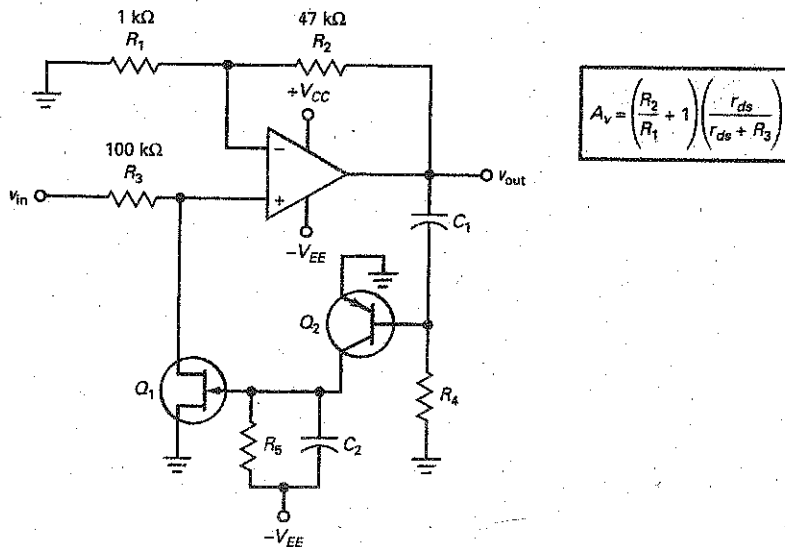 1 kΩ
R1
47 kΩ
R2
+VCC
100 kΩ
R3
vin
−
+
vout
−VEE
C1
Q2
Q1
R5
C2
R4
−VEE
Av = (R2/R1 + 1)(rds/(rds + R3))